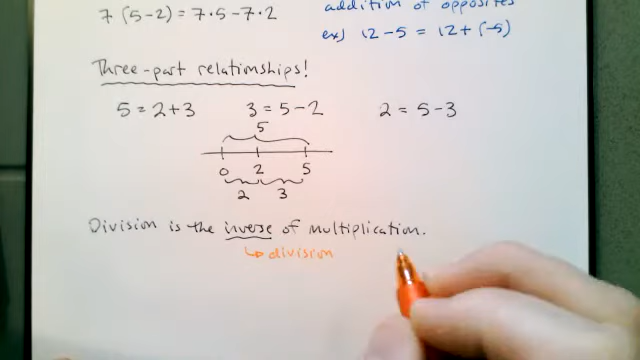 7(5-2) = 7·5-7·2
addition of opposites
ex) 12-5 = 12+(-5)
Three-part relationships!
5 = 2+3
3 = 5-2
2 = 5-3
5
0 2 5
2 3
Division is the inverse of multiplication.
↳ division